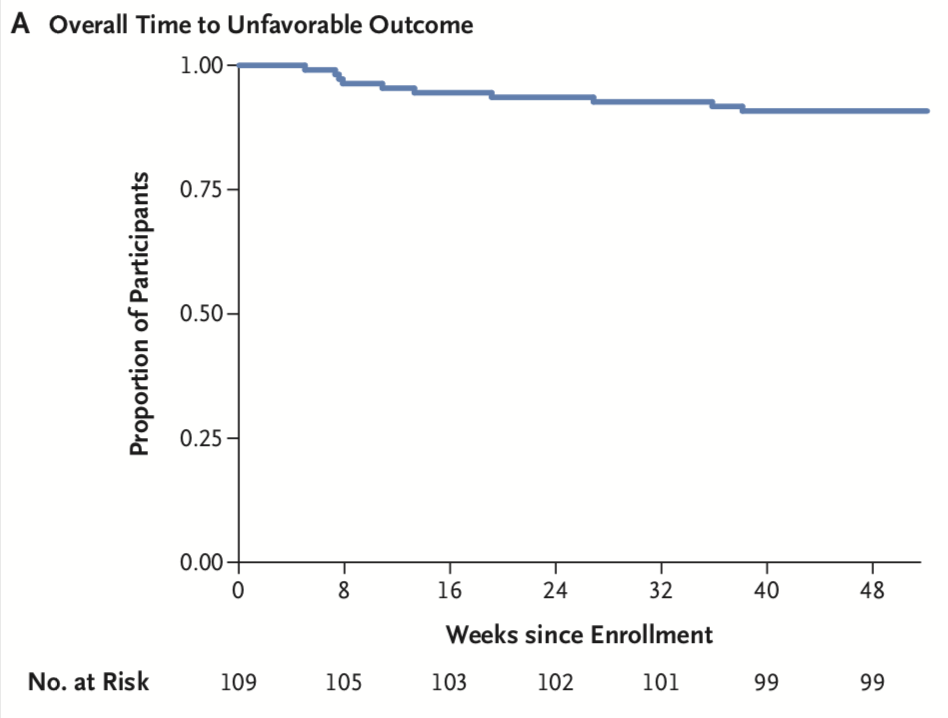 A Overall Time to Unfavorable Outcome
1.00
0.75
0.50
0.25
0.00
Proportion of Participants
0 8 16 24 32 40 48
Weeks since Enrollment
No. at Risk 109 105 103 102 101 99 99